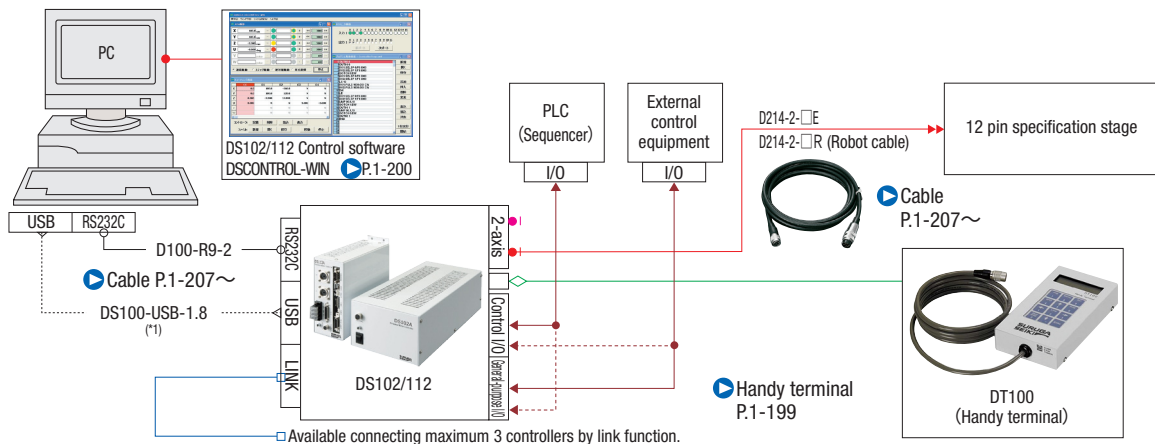 PC
DS102/112 Control software
DSCONTROL-WIN P.1-200
USB
RS232C
D100-R9-2
Cable P.1-207～
DS100-USB-1.8
(*1)
RS232C
USB
LINK
DS102A
DS102/112
2-axis
Control I/O
General-purpose I/O
PLC
(Sequencer)
I/O
External
control
equipment
I/O
D214-2-□E
D214-2-□R (Robot cable)
Cable
P.1-207～
12 pin specification stage
Handy terminal
P.1-199
SURUGA
SEIKI
DT100
(Handy terminal)
Available connecting maximum 3 controllers by link function.